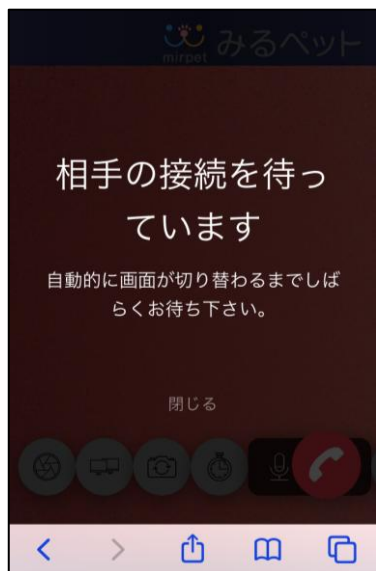 みるペット
mirpet
相手の接続を待っ
ています
自動的に画面が切り替わるまでしば
らくお待ち下さい。
閉じる